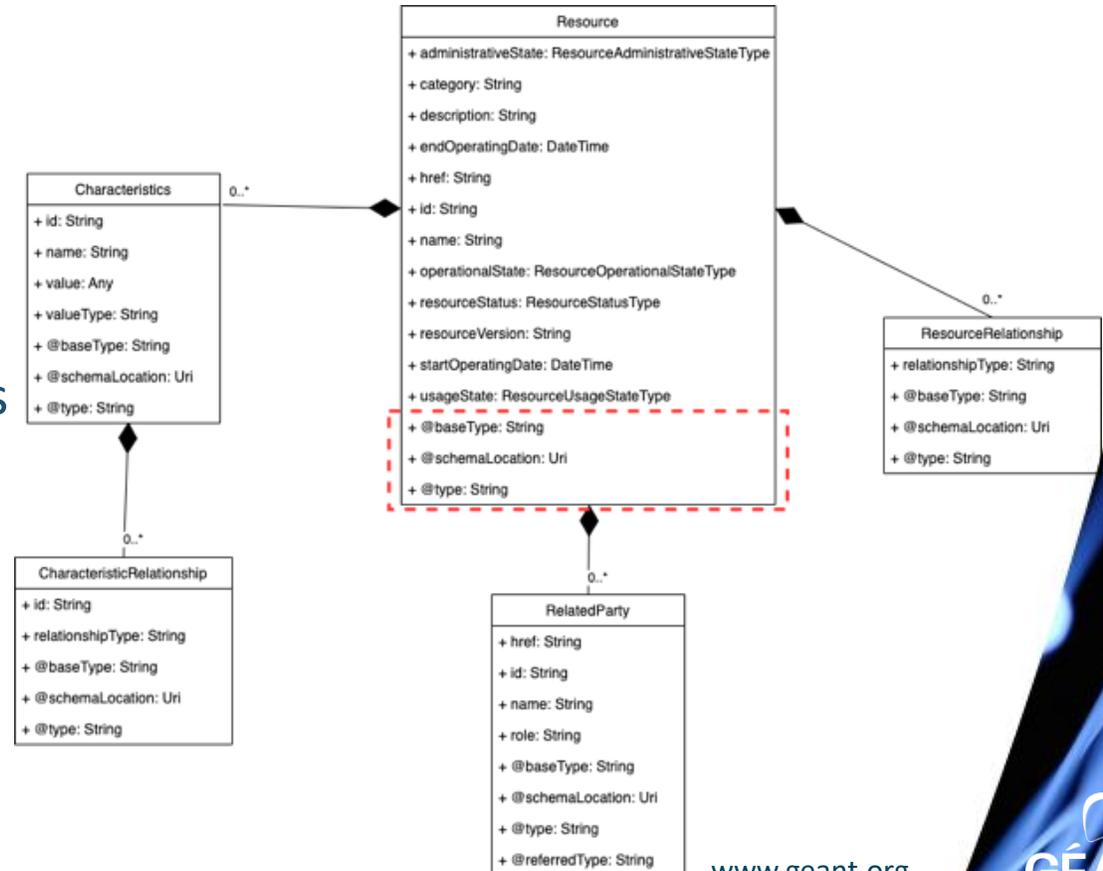 Resource
+ administrativeState: ResourceAdministrativeStateType
+ category: String
+ description: String
+ endOperatingDate: DateTime
+ href: String
+ id: String
+ name: String
+ operationalState: ResourceOperationalStateType
+ resourceStatus: ResourceStatusType
+ resourceVersion: String
+ startOperatingDate: DateTime
+ usageState: ResourceUsageStateType
+ @baseType: String
+ @schemaLocation: Uri
+ @type: String
Characteristics
+ id: String
+ name: String
+ value: Any
+ valueType: String
+ @baseType: String
+ @schemaLocation: Uri
+ @type: String
0..*
s
0..*
CharacteristicRelationship
+ id: String
+ relationshipType: String
+ @baseType: String
+ @schemaLocation: Uri
+ @type: String
0..*
ResourceRelationship
+ relationshipType: String
+ @baseType: String
+ @schemaLocation: Uri
+ @type: String
0..*
RelatedParty
+ href: String
+ id: String
+ name: String
+ role: String
+ @baseType: String
+ @schemaLocation: Uri
+ @type: String
+ @referredType: String
www.geant.org